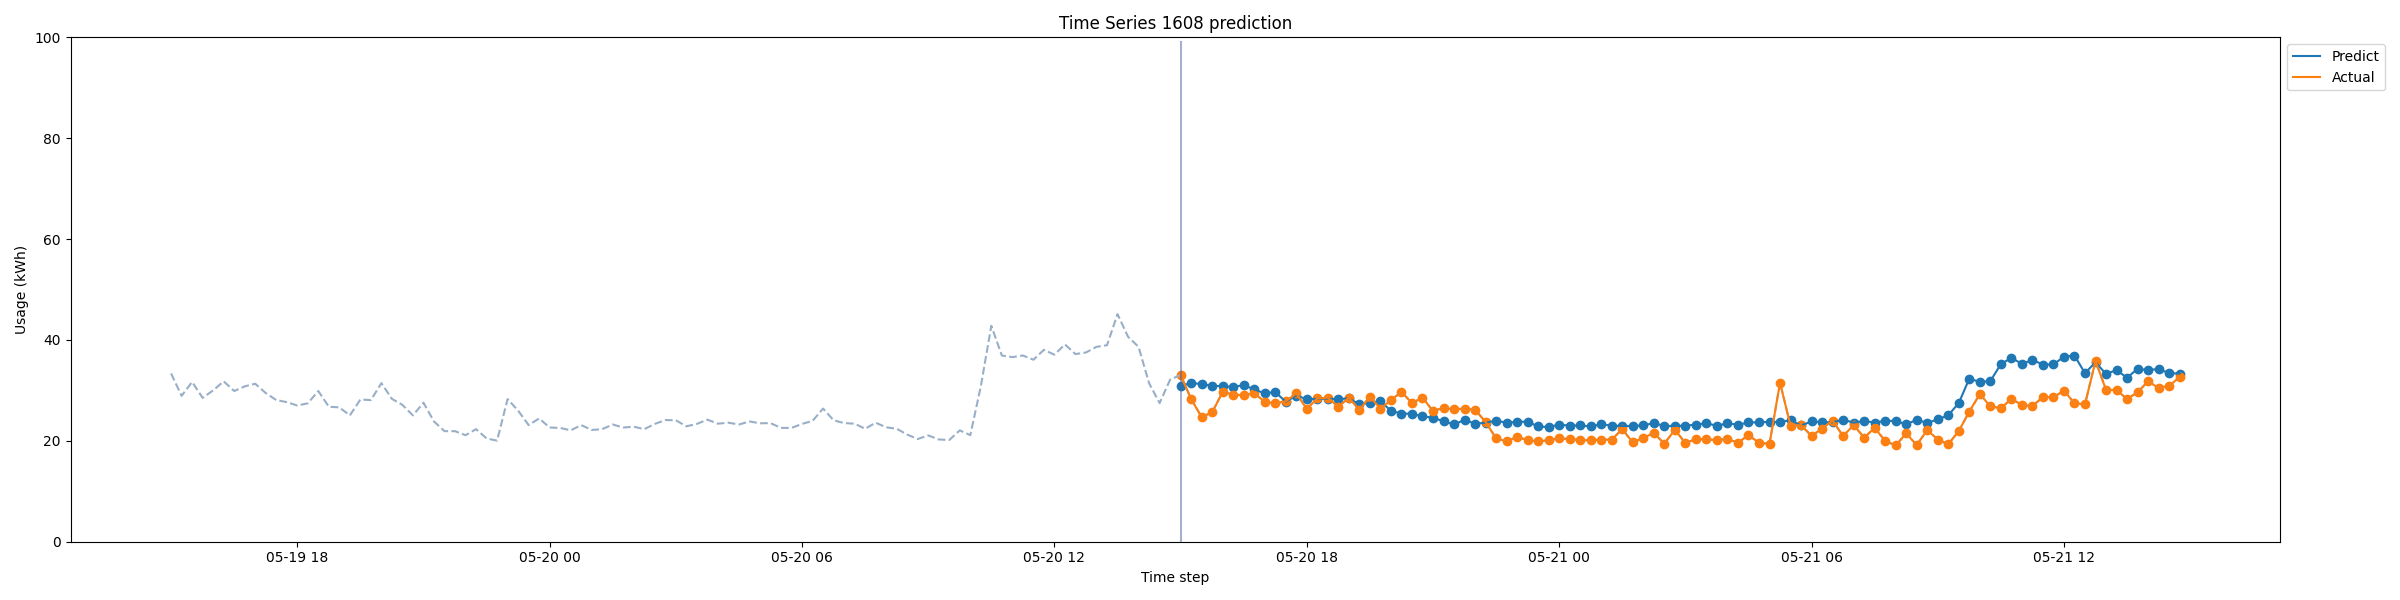 Time Series 1608 prediction
Predict
Actual
Usage (kWh)
100
80
60
40
20
0
05-19 18
05-20 00
05-20 06
05-20 12
05-20 18
05-21 00
05-21 06
05-21 12
Time step